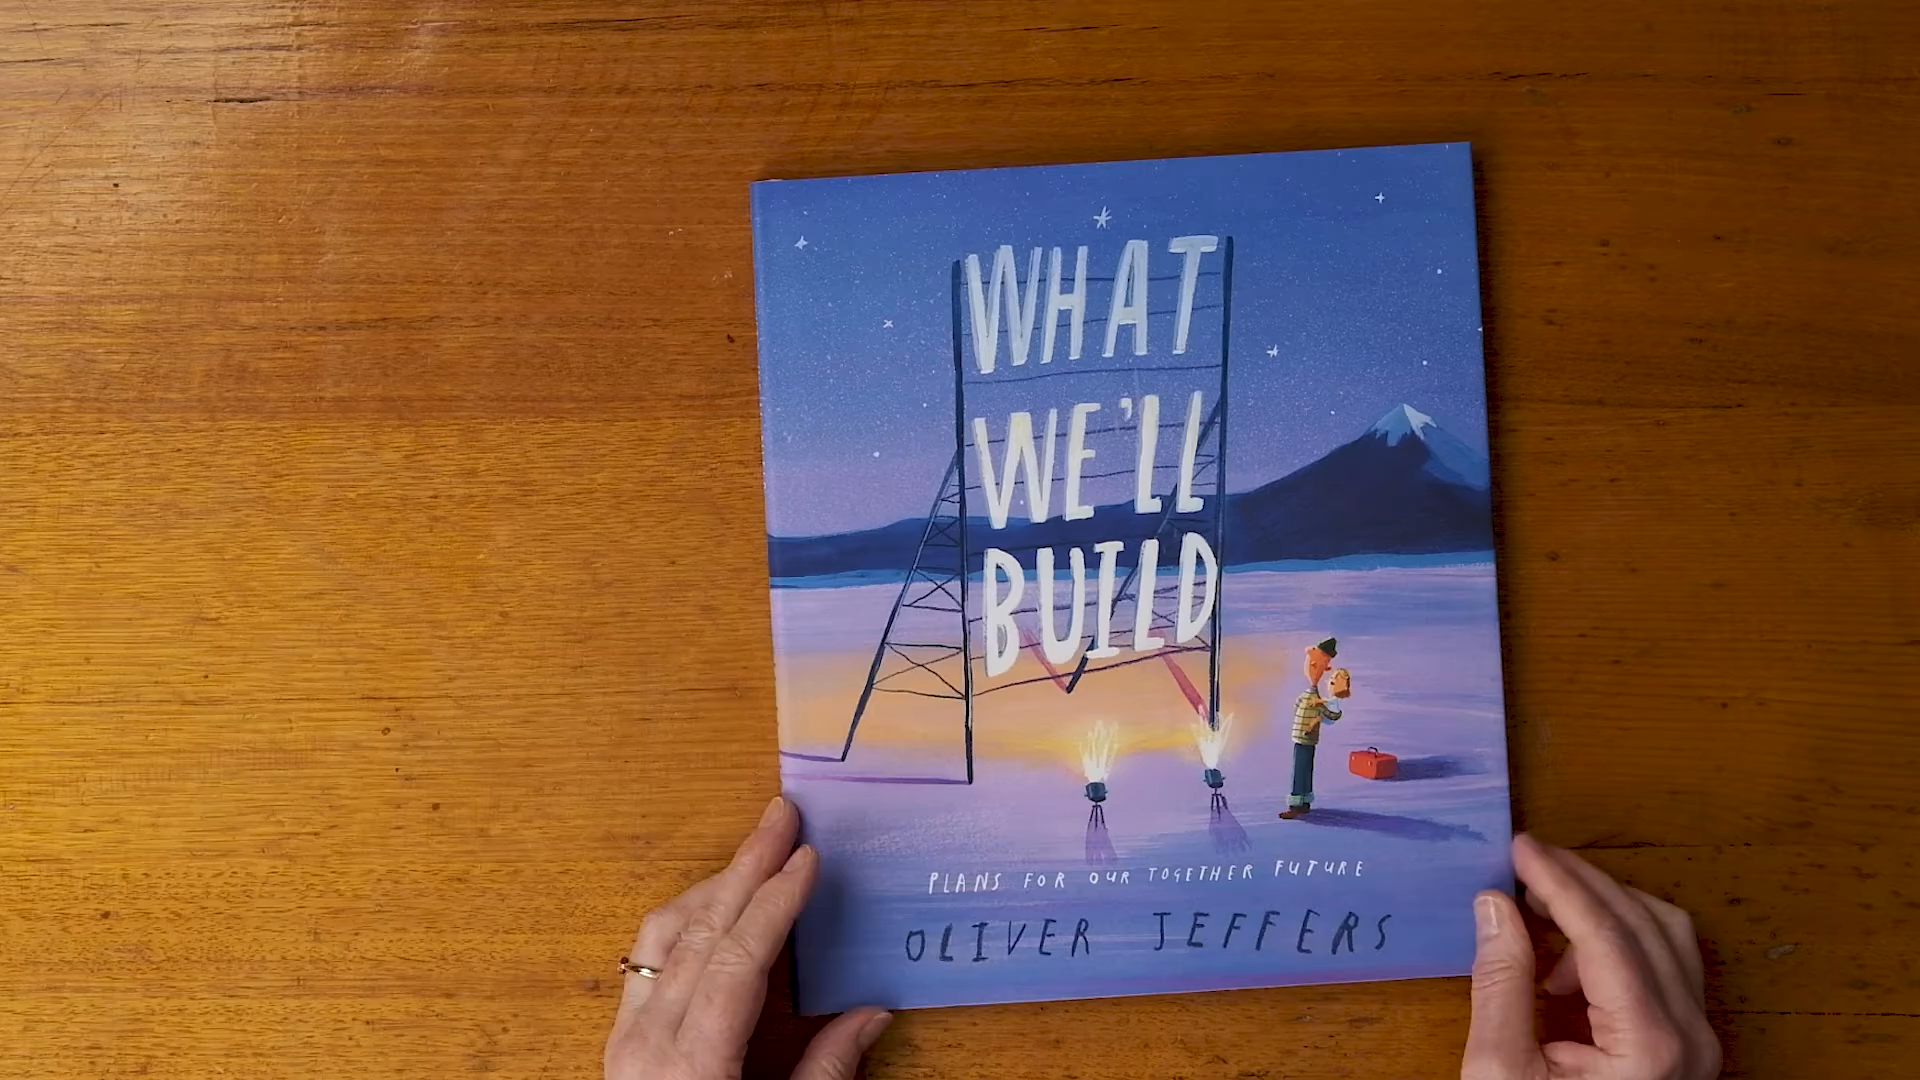 WHAT
WE'LL
BUILD
PLANS FOR OUR TOGETHER FUTURE
OLIVER JEFFERS